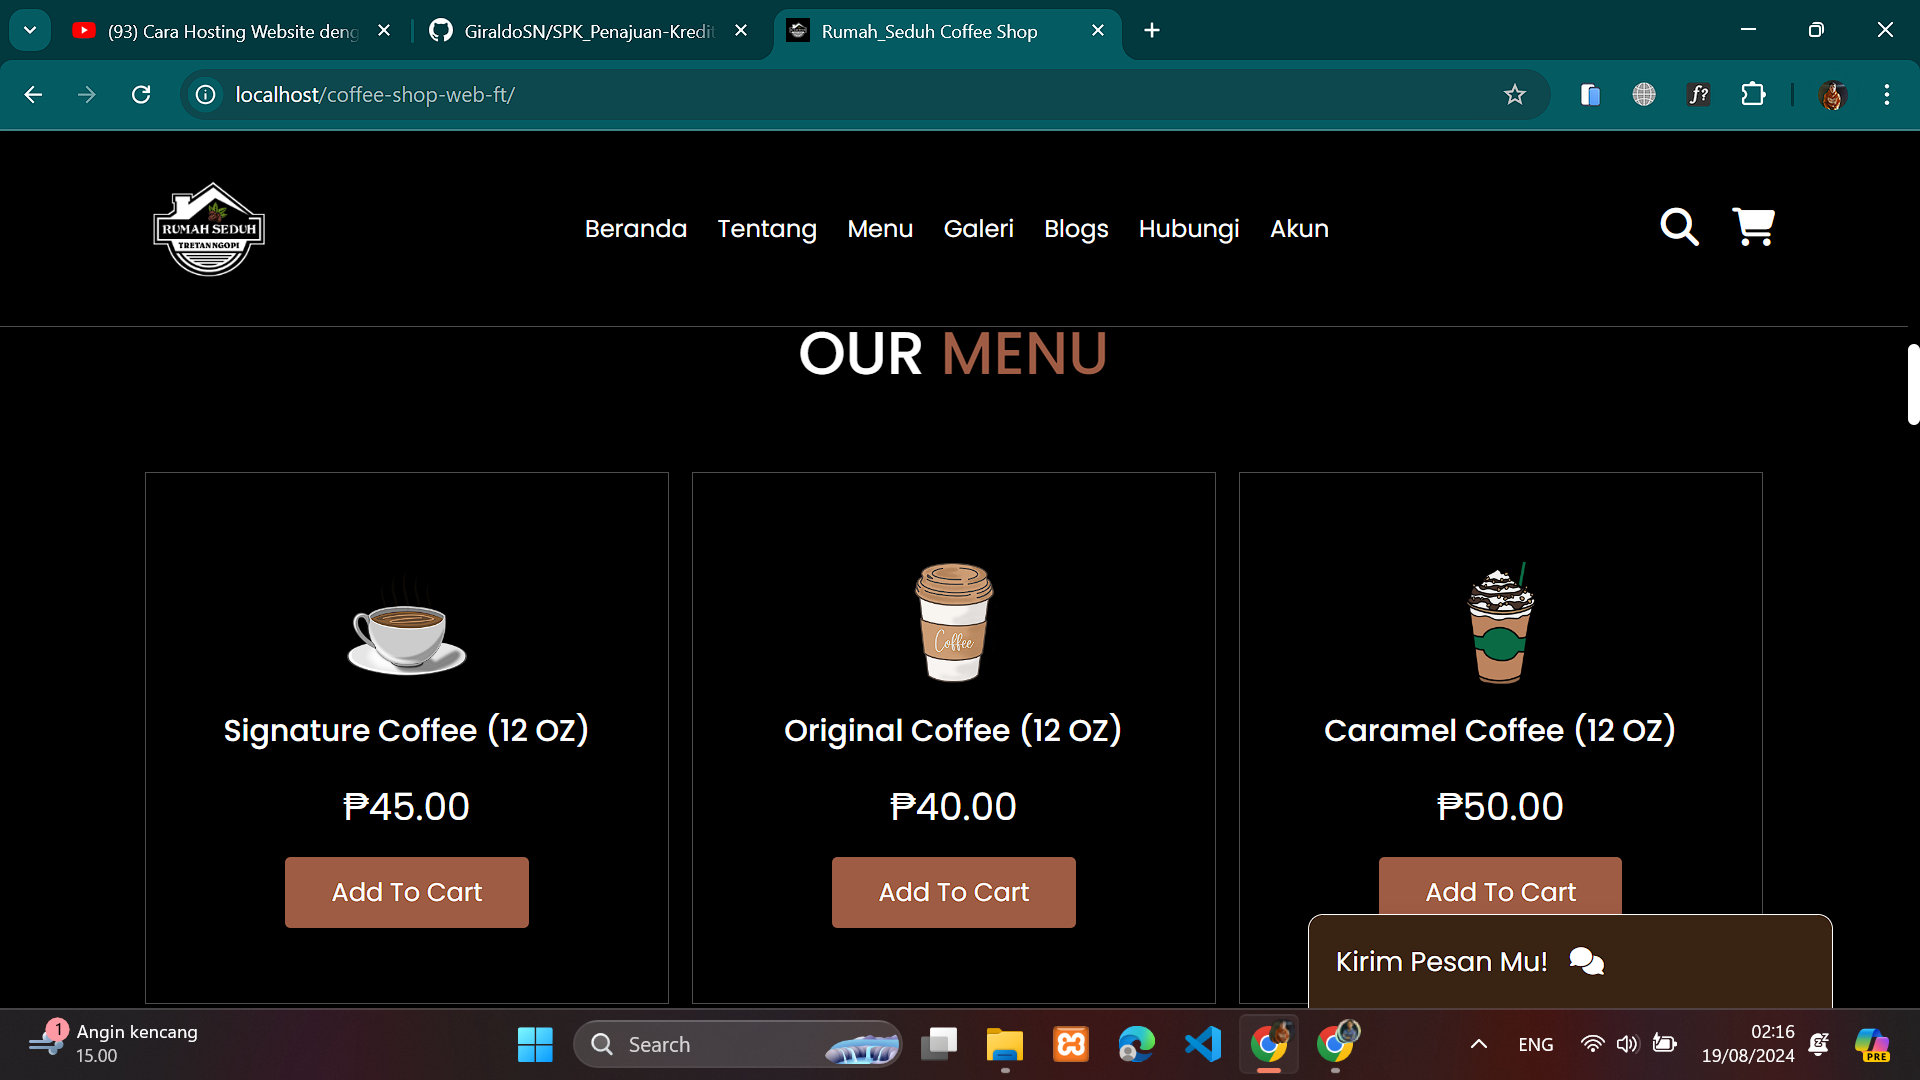 (93) Cara Hosting Website deng
GiraldoSN/SPK_Penajuan-Kredit
Rumah_Seduh Coffee Shop
localhost/coffee-shop-web-ft/
f?
RUMAH SEDUH
TRETAN NGOPI
Beranda
Tentang
Menu
Galeri
Blogs
Hubungi
Akun
OUR MENU
Coffee
Signature Coffee (12 OZ)
Original Coffee (12 OZ)
Caramel Coffee (12 OZ)
₱45.00
₱40.00
₱50.00
Add To Cart
Add To Cart
Add To Cart
Kirim Pesan Mu!
1
Angin kencang
15.00
Search
ENG
02:16
19/08/2024
PRE